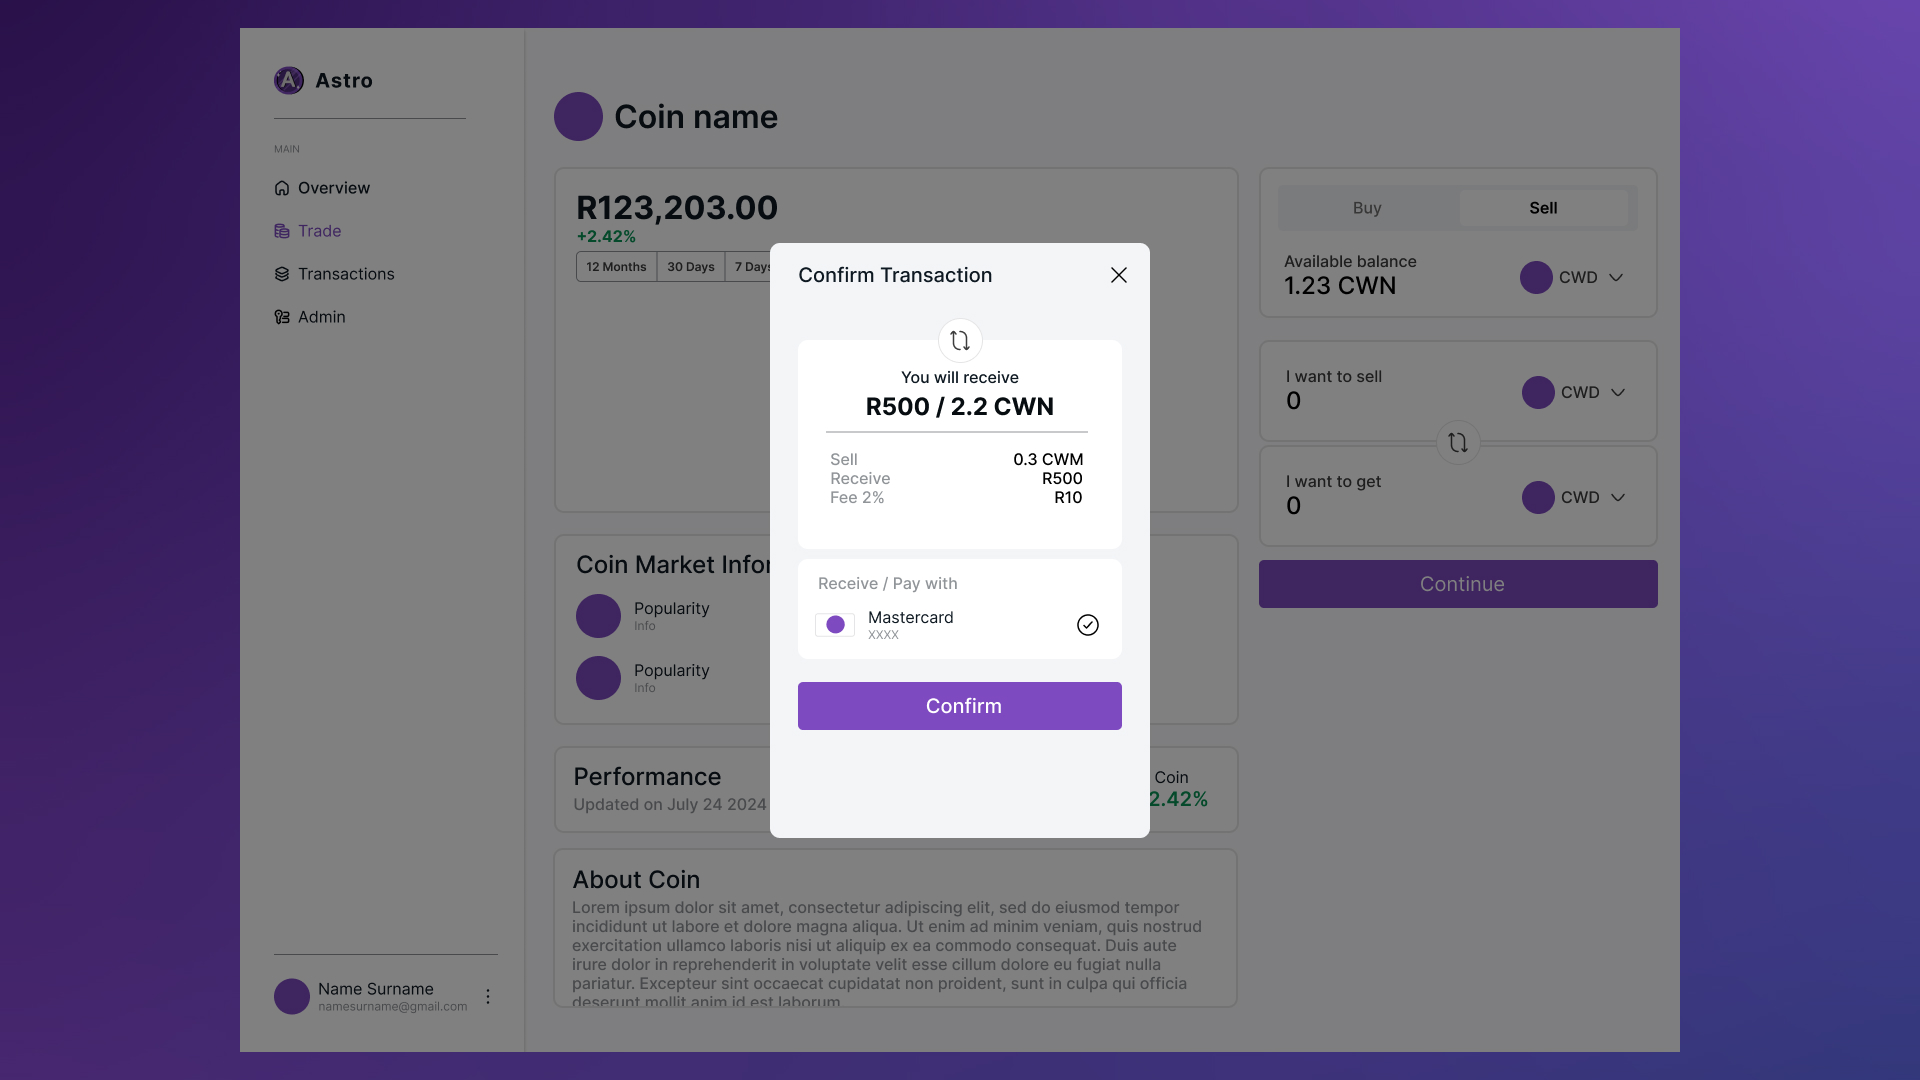 Astro
MAIN
Overview
Trade
Transactions
Admin
Name Surname
namesurname@gmail.com
Coin name
R123,203.00
+2.42%
12 Months
30 Days
7 Days
Coin Market Infor
Popularity
Info
Popularity
Info
Performance
Updated on July 24 2024
Coin
2.42%
About Coin
Lorem ipsum dolor sit amet, consectetur adipiscing elit, sed do eiusmod tempor
incididunt ut labore et dolore magna aliqua. Ut enim ad minim veniam, quis nostrud
exercitation ullamco laboris nisi ut aliquip ex ea commodo consequat. Duis aute
irure dolor in reprehenderit in voluptate velit esse cillum dolore eu fugiat nulla
pariatur. Excepteur sint occaecat cupidatat non proident, sunt in culpa qui officia
deserunt mollit anim id est laborum.
Confirm Transaction
You will receive
R500 / 2.2 CWN
Sell 0.3 CWM
Receive R500
Fee 2% R10
Receive / Pay with
Mastercard
XXXX
Confirm
Buy
Sell
Available balance
1.23 CWN
CWD
I want to sell
0
CWD
I want to get
0
CWD
Continue